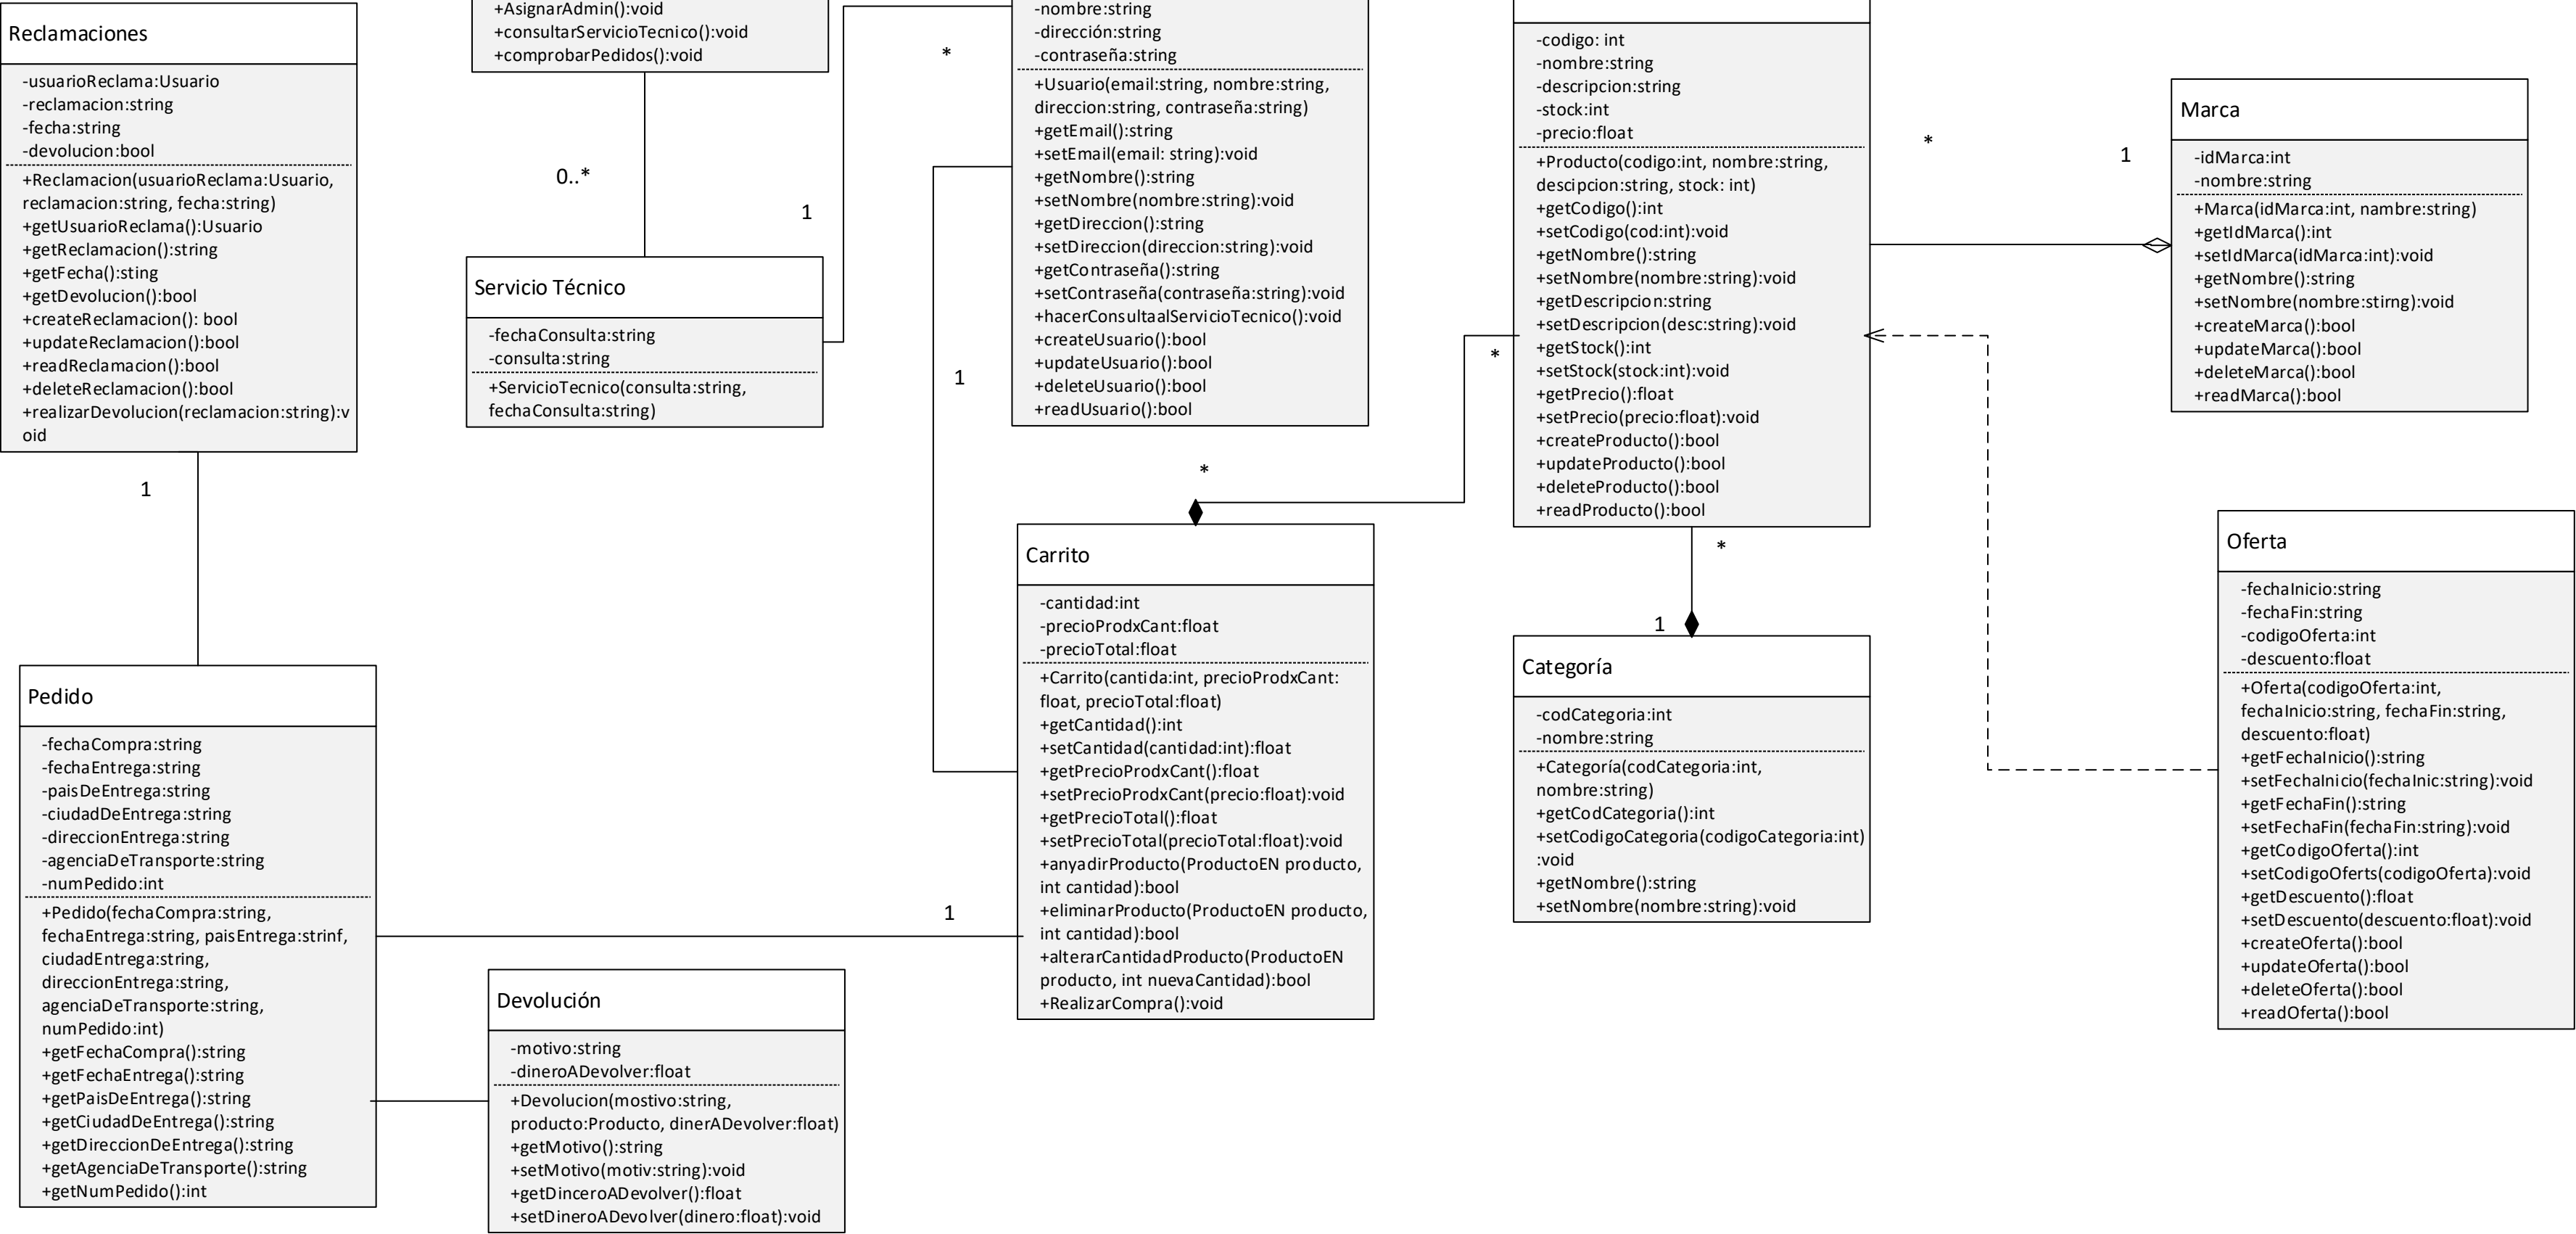 Reclamaciones
-usuarioReclama:Usuario
-reclamacion:string
-fecha:string
-devolucion:bool
+Reclamacion(usuarioReclama:Usuario,
reclamacion:string, fecha:string)
+getUsuarioReclama():Usuario
+getReclamacion():string
+getFecha():sting
+getDevolucion():bool
+createReclamacion(): bool
+updateReclamacion():bool
+readReclamacion():bool
+deleteReclamacion():bool
+realizarDevolucion(reclamacion:string):v
oid
1
+AsignarAdmin():void
+consultarServicioTecnico():void
+comprobarPedidos():void
0..*
1
*
Servicio Técnico
-fechaConsulta:string
-consulta:string
+ServicioTecnico(consulta:string,
fechaConsulta:string)
-nombre:string
-dirección:string
-contraseña:string
+Usuario(email:string, nombre:string,
direccion:string, contraseña:string)
+getEmail():string
+setEmail(email: string):void
+getNombre():string
+setNombre(nombre:string):void
+getDireccion():string
+setDireccion(direccion:string):void
+getContraseña():string
+setContraseña(contraseña:string):void
+hacerConsultaalServicioTecnico():void
+createUsuario():bool
+updateUsuario():bool
+deleteUsuario():bool
+readUsuario():bool
1
*
*
-codigo: int
-nombre:string
-descripcion:string
-stock:int
-precio:float
+Producto(codigo:int, nombre:string,
descipcion:string, stock: int)
+getCodigo():int
+setCodigo(cod:int):void
+getNombre():string
+setNombre(nombre:string):void
+getDescripcion:string
+setDescripcion(desc:string):void
+getStock():int
+setStock(stock:int):void
+getPrecio():float
+setPrecio(precio:float):void
+createProducto():bool
+updateProducto():bool
+deleteProducto():bool
+readProducto():bool
*
1
Marca
-idMarca:int
-nombre:string
+Marca(idMarca:int, nambre:string)
+getIdMarca():int
+setIdMarca(idMarca:int):void
+getNombre():string
+setNombre(nombre:stirng):void
+createMarca():bool
+updateMarca():bool
+deleteMarca():bool
+readMarca():bool
Pedido
-fechaCompra:string
-fechaEntrega:string
-paisDeEntrega:string
-ciudadDeEntrega:string
-direccionEntrega:string
-agenciaDeTransporte:string
-numPedido:int
+Pedido(fechaCompra:string,
fechaEntrega:string, paisEntrega:strinf,
ciudadEntrega:string,
direccionEntrega:string,
agenciaDeTransporte:string,
numPedido:int)
+getFechaCompra():string
+getFechaEntrega():string
+getPaisDeEntrega():string
+getCiudadDeEntrega():string
+getDireccionDeEntrega():string
+getAgenciaDeTransporte():string
+getNumPedido():int
1
Devolución
-motivo:string
-dineroADevolver:float
+Devolucion(mostivo:string,
producto:Producto, dinerADevolver:float)
+getMotivo():string
+setMotivo(motiv:string):void
+getDinceroADevolver():float
+setDineroADevolver(dinero:float):void
Carrito
-cantidad:int
-precioProdxCant:float
-precioTotal:float
+Carrito(cantida:int, precioProdxCant:
float, precioTotal:float)
+getCantidad():int
+setCantidad(cantidad:int):float
+getPrecioProdxCant():float
+setPrecioProdxCant(precio:float):void
+getPrecioTotal():float
+setPrecioTotal(precioTotal:float):void
+anyadirProducto(ProductoEN producto,
int cantidad):bool
+eliminarProducto(ProductoEN producto,
int cantidad):bool
+alterarCantidadProducto(ProductoEN
producto, int nuevaCantidad):bool
+RealizarCompra():void
*
1
Categoría
-codCategoria:int
-nombre:string
+Categoría(codCategoria:int,
nombre:string)
+getCodCategoria():int
+setCodigoCategoria(codigoCategoria:int)
:void
+getNombre():string
+setNombre(nombre:string):void
Oferta
-fechaInicio:string
-fechaFin:string
-codigoOferta:int
-descuento:float
+Oferta(codigoOferta:int,
fechaInicio:string, fechaFin:string,
descuento:float)
+getFechaInicio():string
+setFechaInicio(fechaInic:string):void
+getFechaFin():string
+setFechaFin(fechaFin:string):void
+getCodigoOferta():int
+setCodigoOferts(codigoOferta):void
+getDescuento():float
+setDescuento(descuento:float):void
+createOferta():bool
+updateOferta():bool
+deleteOferta():bool
+readOferta():bool